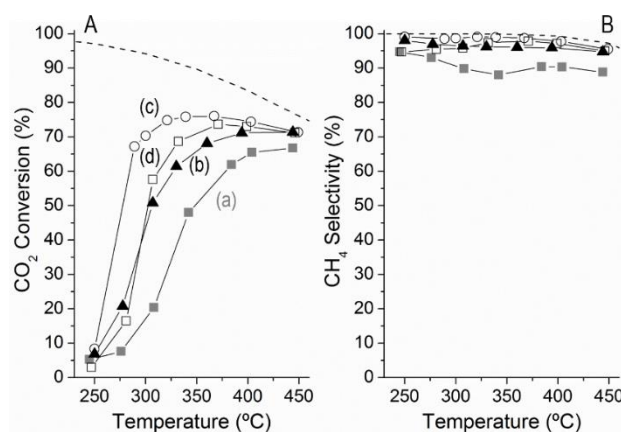 A
CO2 Conversion (%)
100
90
80
70
60
50
40
30
20
10
0
(c)
(d)
(b)
(a)
250 300 350 400 450
Temperature (ºC)
B
CH4 Selectivity (%)
100
90
80
70
60
50
40
30
20
10
0
250 300 350 400 450
Temperature (ºC)